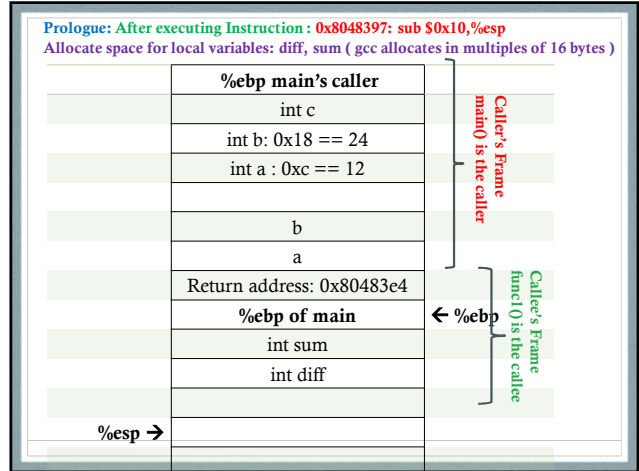 Prologue: After executing Instruction : 0x8048397: sub $0x10,%esp
Allocate space for local variables: diff, sum ( gcc allocates in multiples of 16 bytes )
%ebp main's caller
int c
int b: 0x18 == 24
int a : 0xc == 12
b
a
Return address: 0x80483e4
%ebp of main
← %ebp
int sum
int diff
%esp →
Caller's Frame
main() is the caller
Callee's Frame
func1() is the callee